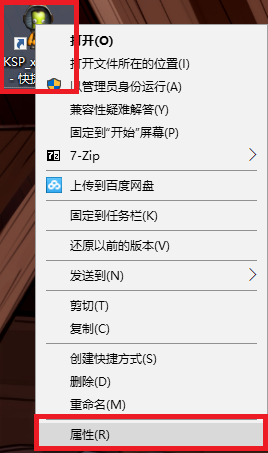 KSP_x
- 快
打开(O)
打开文件所在的位置(I)
以管理员身份运行(A)
兼容性疑难解答(Y)
固定到“开始”屏幕(P)
7-Zip
上传到百度网盘
固定到任务栏(K)
还原以前的版本(V)
发送到(N)
剪切(T)
复制(C)
创建快捷方式(S)
删除(D)
重命名(M)
属性(R)